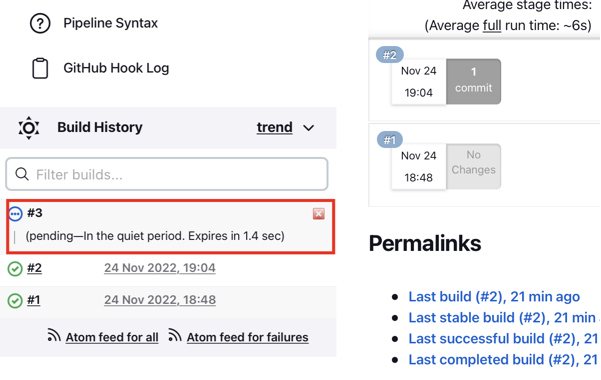 Pipeline Syntax
GitHub Hook Log
Build History
trend
Filter builds...
#3
(pending—In the quiet period. Expires in 1.4 sec)
#2
24 Nov 2022, 19:04
#1
24 Nov 2022, 18:48
Atom feed for all
Atom feed for failures
Average stage times:
(Average full run time: ~6s)
#2
Nov 24
19:04
1
commit
#1
Nov 24
18:48
No
Changes
Permalinks
Last build (#2), 21 min ago
Last stable build (#2), 21 min
Last successful build (#2), 21
Last completed build (#2), 21